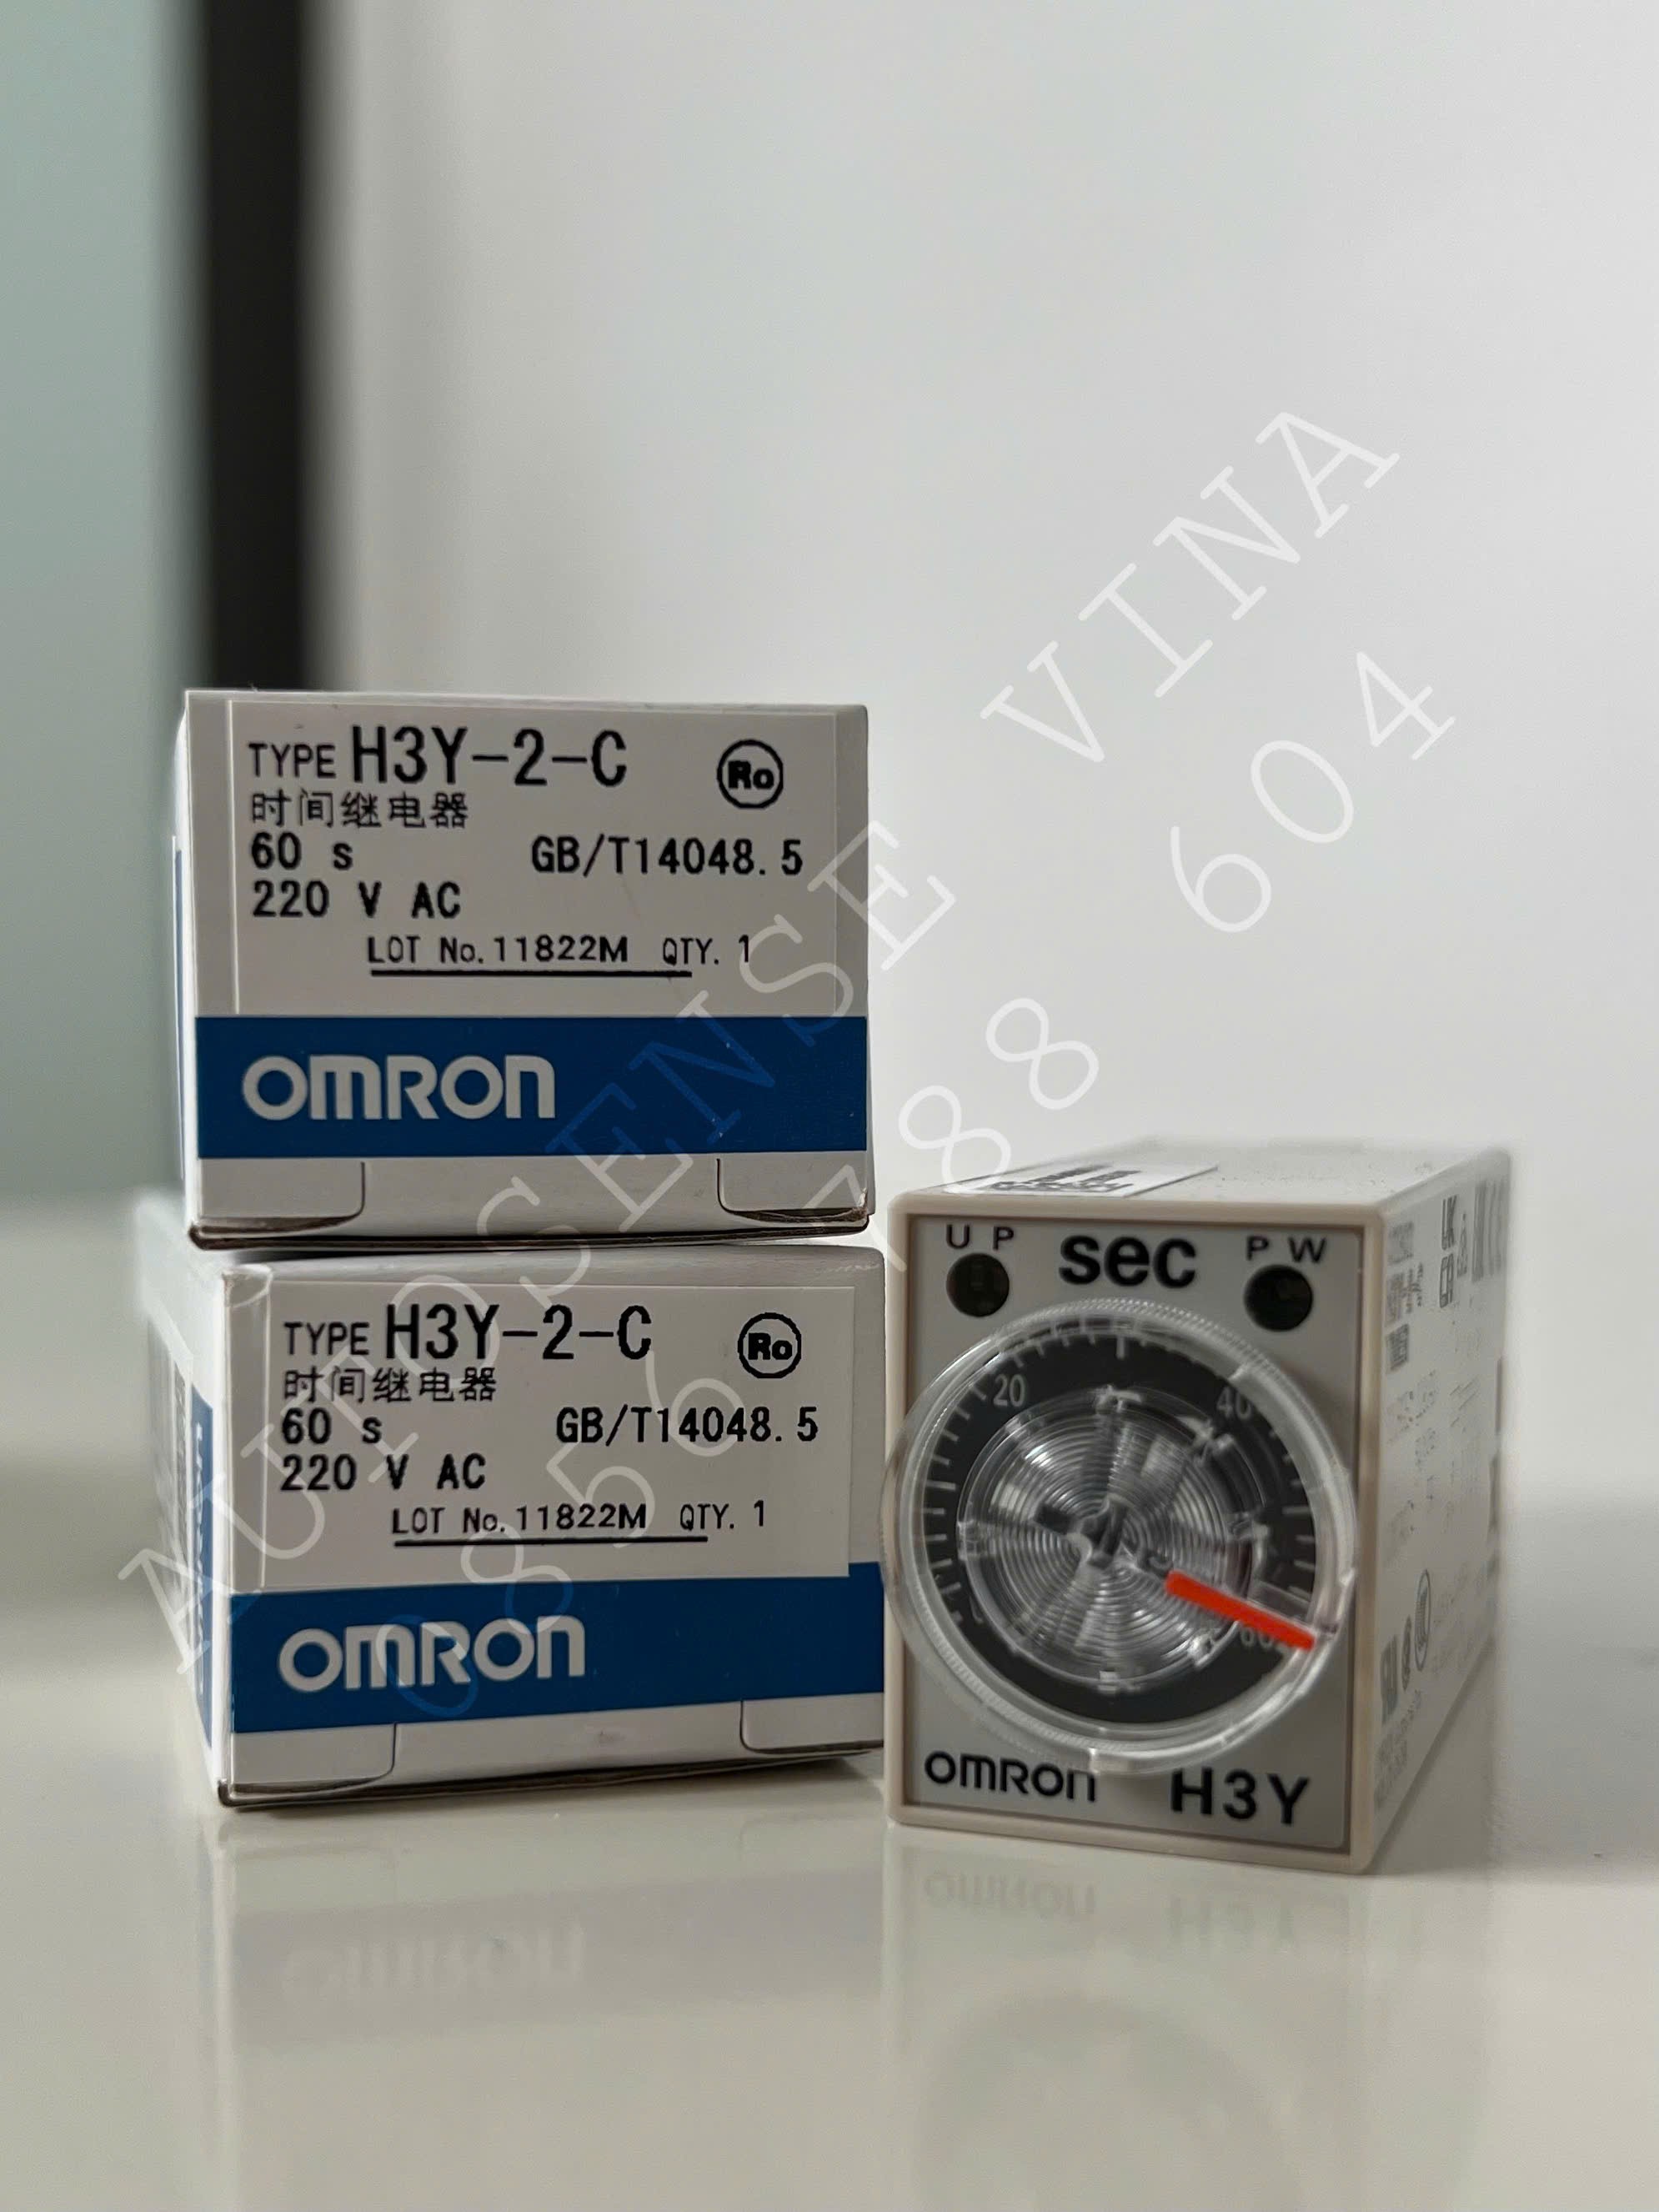 TYPE H3Y-2-C Ro
时间继电器
60 s GB/T14048.5
220 V AC
LOT No.11822M QTY. 1
OMRON
TYPE H3Y-2-C Ro
时间继电器
60 s GB/T14048.5
220 V AC
LOT No.11822M QTY. 1
OMRON
UP sec PW
20 40
60
OMRON H3Y
AUTOSENSE VINA
0856 788 604